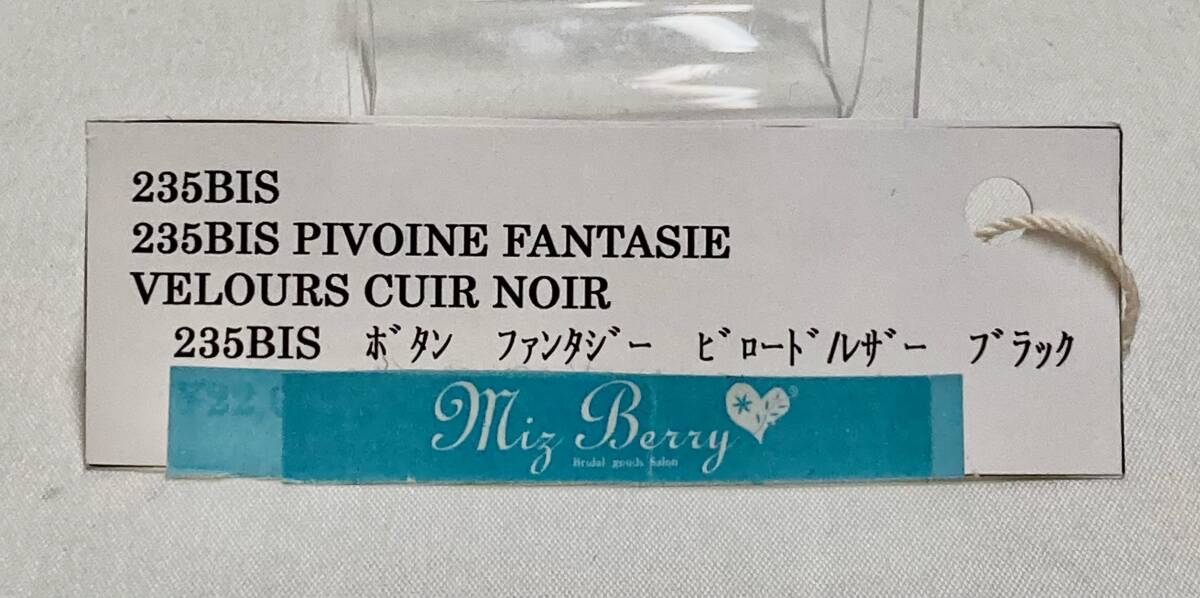 235BIS
235BIS PIVOINE FANTASIE
VELOURS CUIR NOIR
235BIS ﾎﾞﾀﾝ ﾌｧﾝﾀｼﾞｰ ﾋﾞﾛｰﾄﾞ/ﾚｻﾞｰ ﾌﾞﾗｯｸ
Miz Berry®
Bridal goods Salon